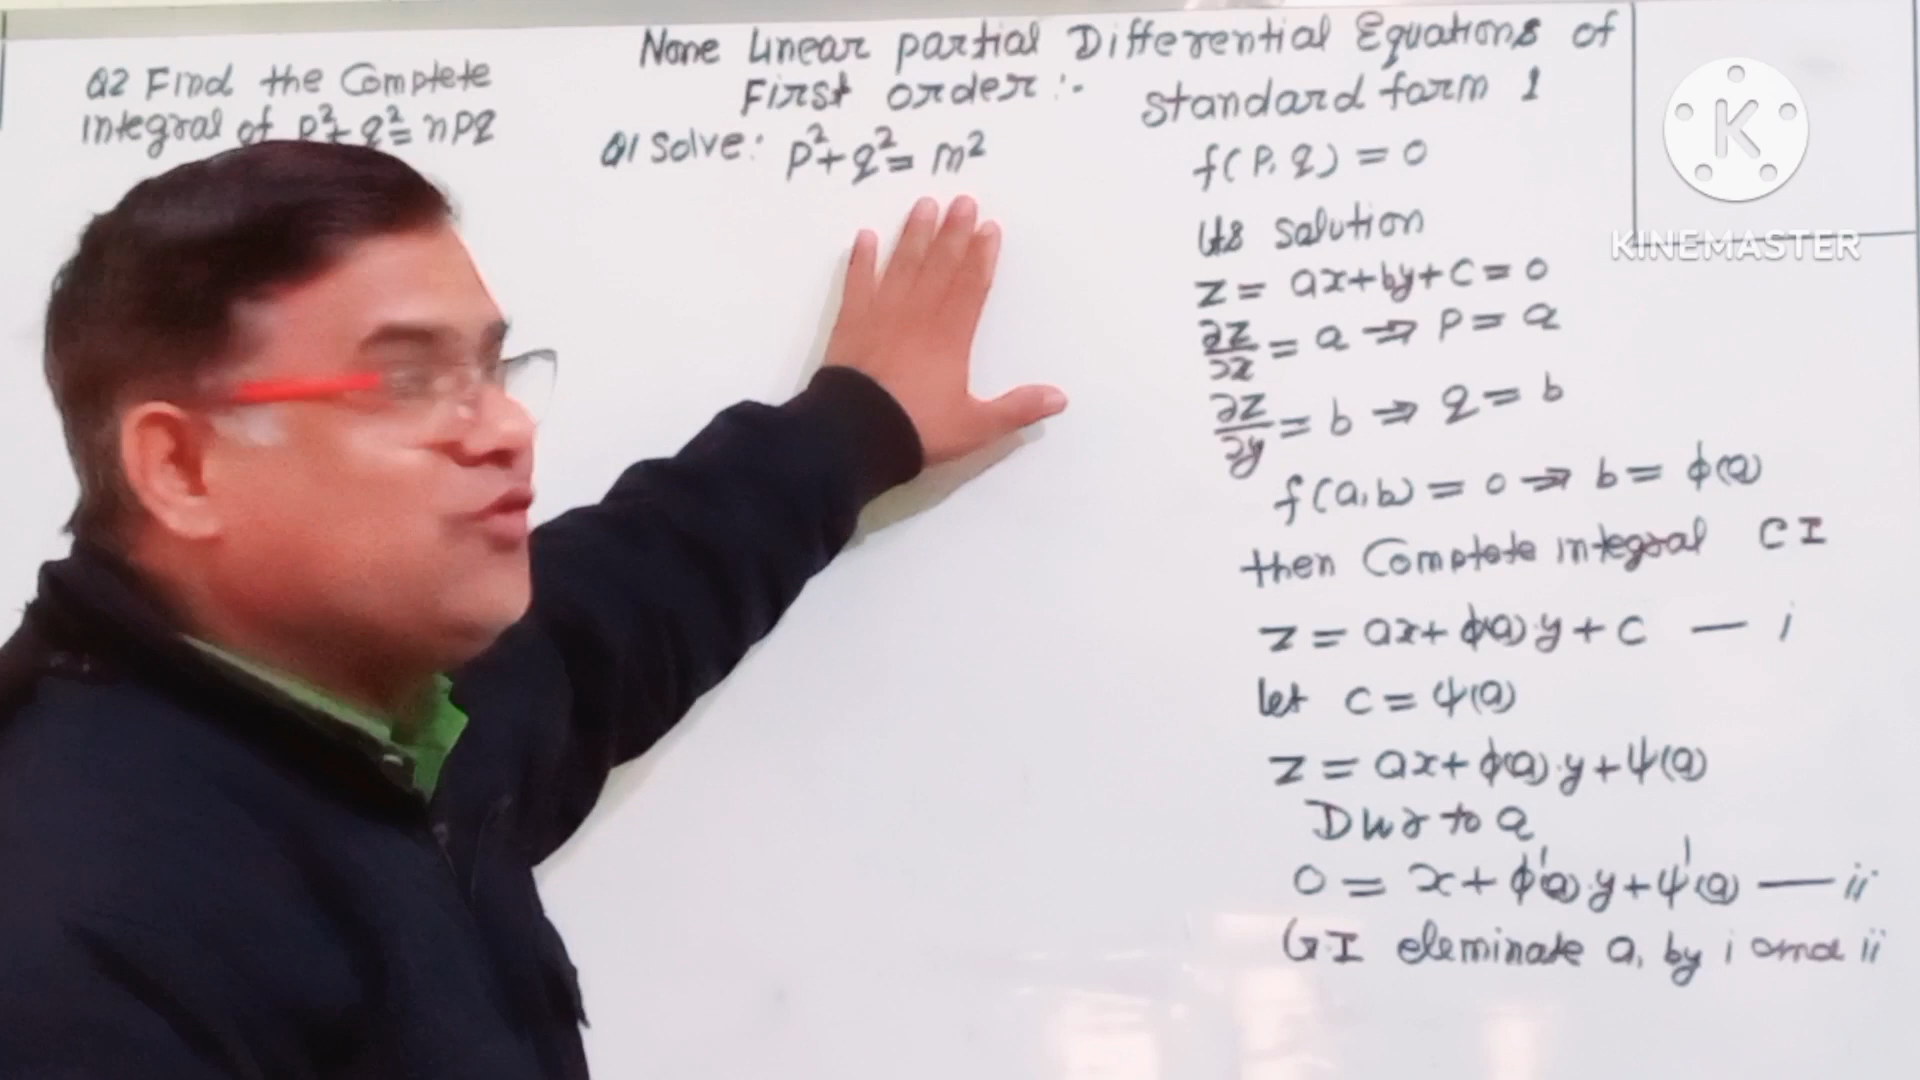 None Linear partial Differential Equations of
First order :-
Q2 Find the Complete
integral of p²+q²=npq
Q1 Solve: p²+q²=m²
Standard form 1
f(p,q)=0
its solution
z = ax+by+c=0
∂z/∂x = a ⇒ p = a
∂z/∂y = b ⇒ q = b
f(a,b) = 0 ⇒ b = ϕ(a)
then Complete integral CI
z = ax+ ϕ(a) y + c — i
let c = ψ(a)
z = ax+ ϕ(a).y+ψ(a)
D w r to a
0 = x+ ϕ'(a).y+ψ'(a) — ii
G.I eleminate a, by i and ii
K
KINEMASTER